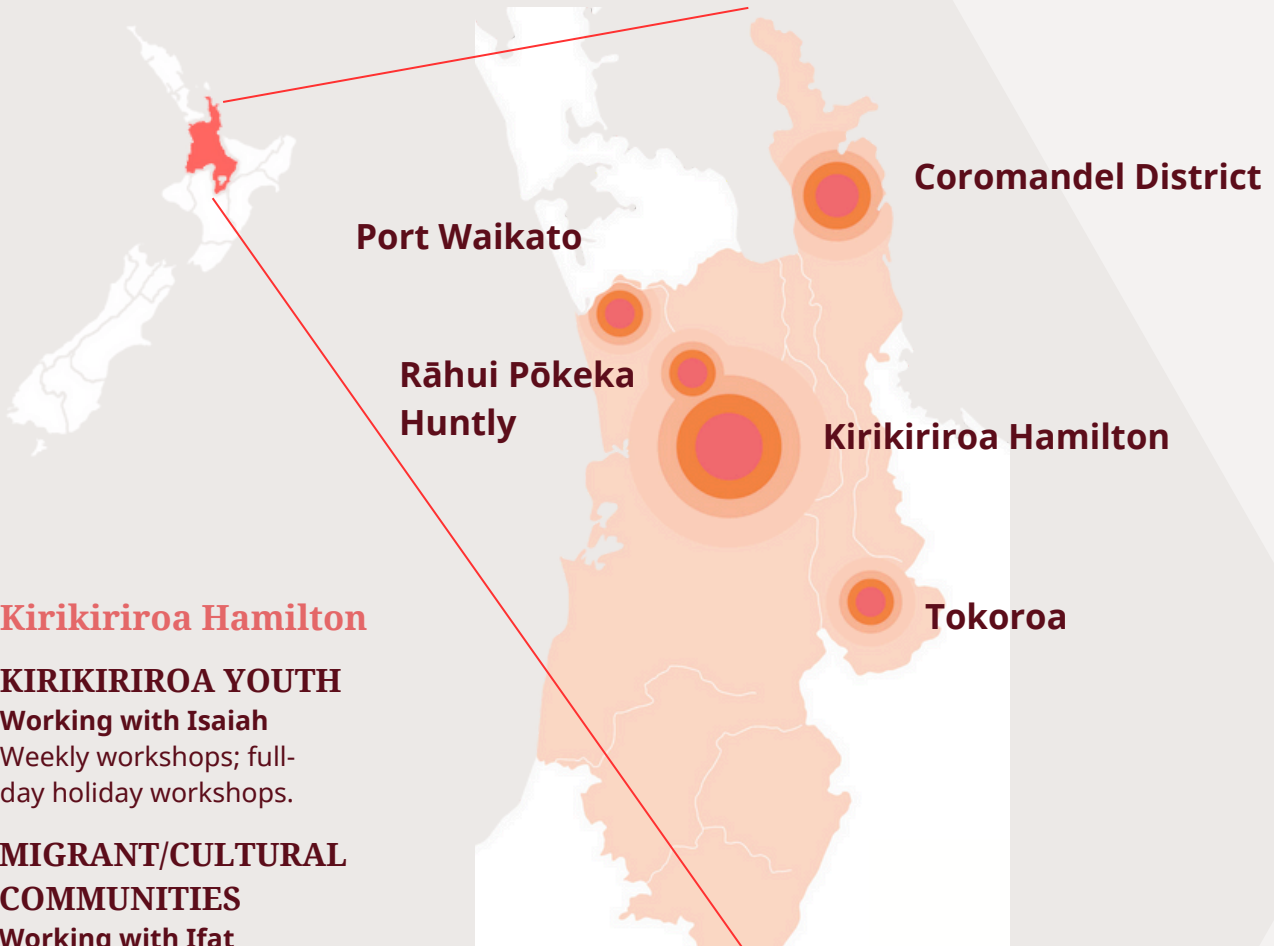 Coromandel District
Port Waikato
Rāhui Pōkeka
Huntly
Kirikiriroa Hamilton
Tokoroa
Kirikiriroa Hamilton
KIRIKIRIROA YOUTH
Working with Isaiah
Weekly workshops; full-
day holiday workshops.
MIGRANT/CULTURAL
COMMUNITIES
Working with Ifat